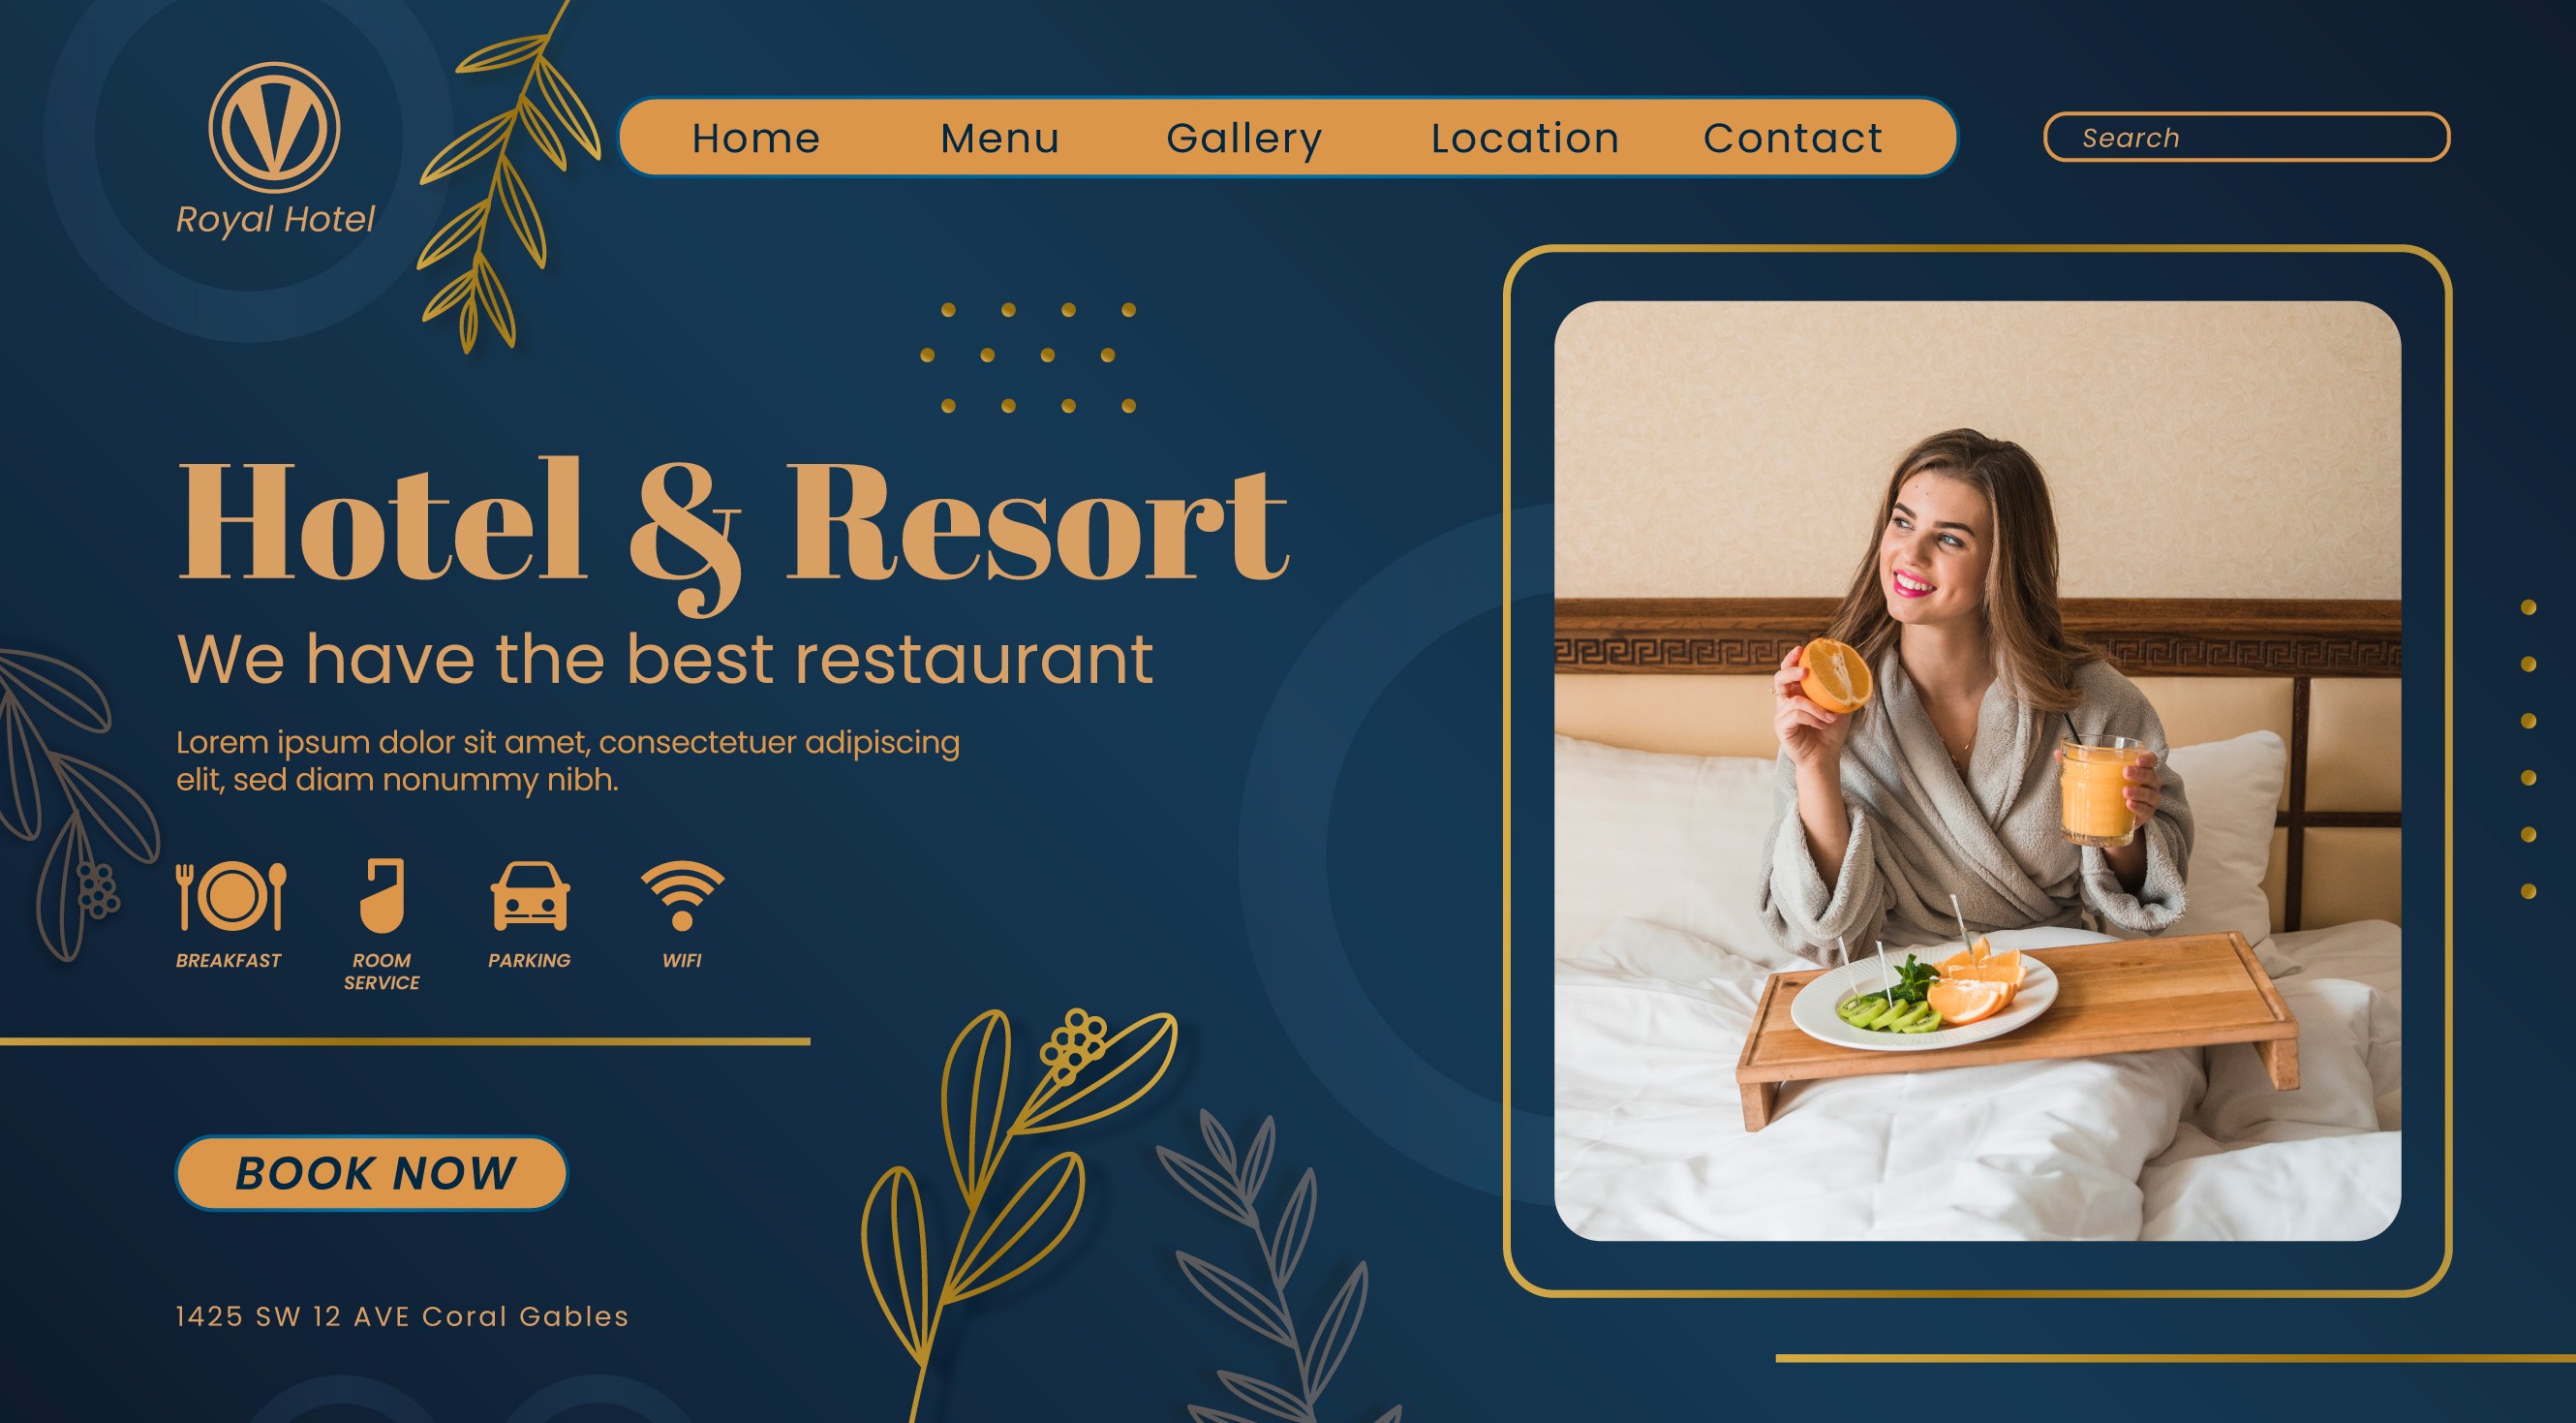 Royal Hotel
Home Menu Gallery Location Contact
Search
Hotel & Resort
We have the best restaurant
Lorem ipsum dolor sit amet, consectetuer adipiscing
elit, sed diam nonummy nibh.
BREAKFAST
ROOM
SERVICE
PARKING
WIFI
BOOK NOW
1425 SW 12 AVE Coral Gables